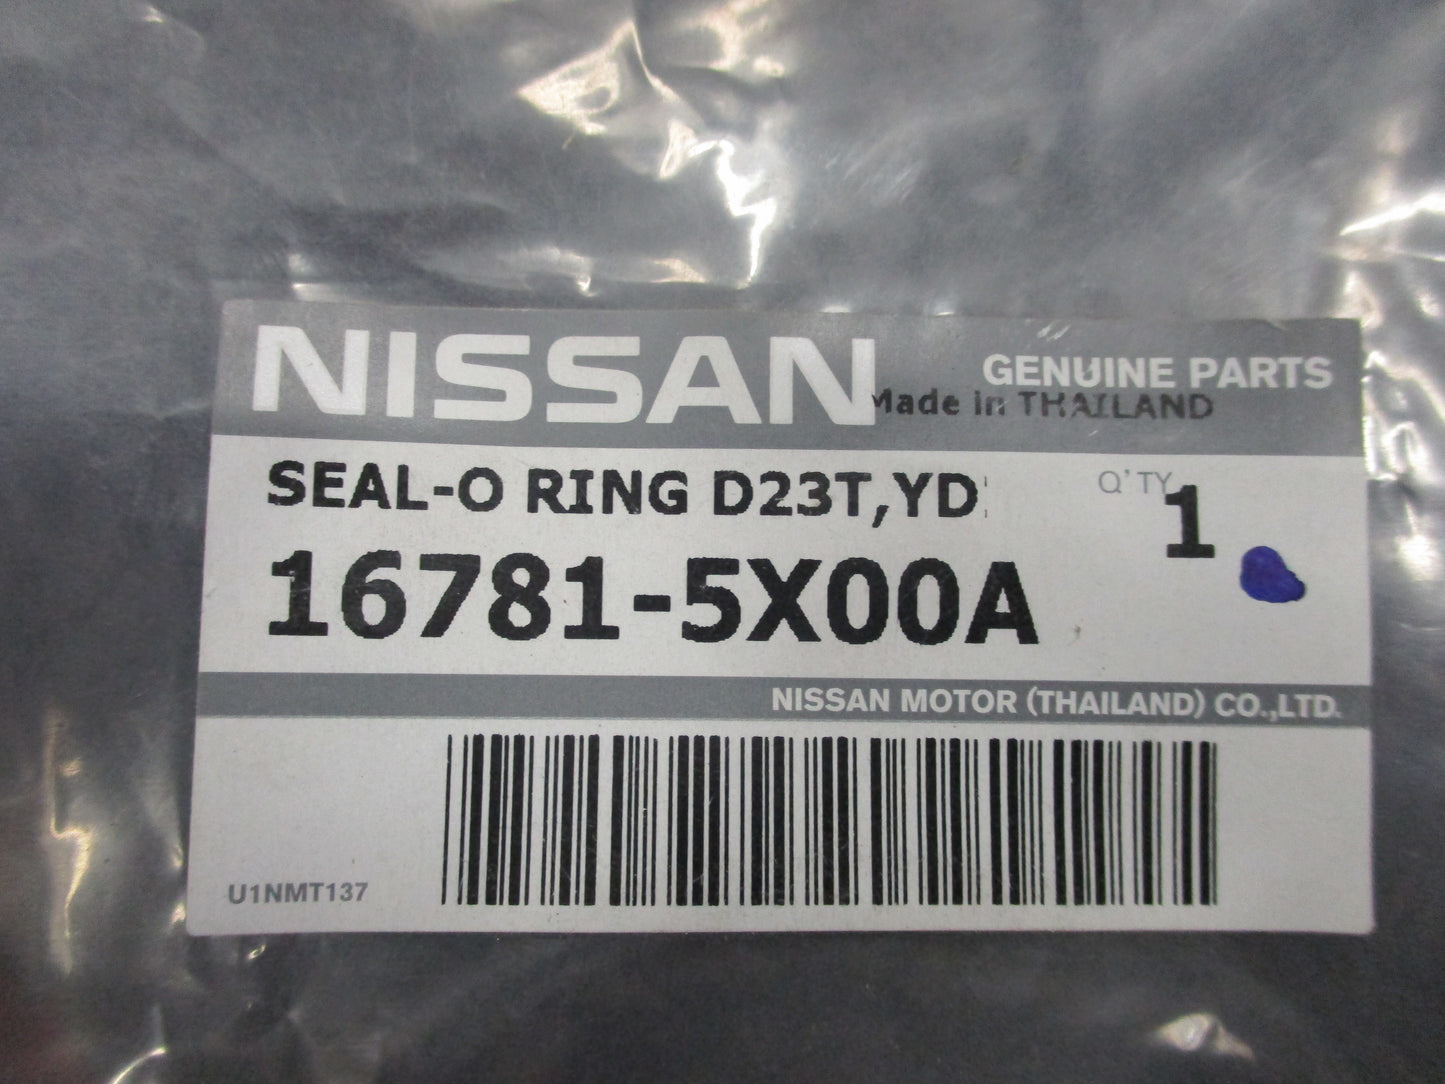 NISSAN
GENUINE PARTS
Made in THAILAND
SEAL-O RING D23T,YD
Q'TY 1
16781-5X00A
NISSAN MOTOR (THAILAND) CO.,LTD.
U1NMT137